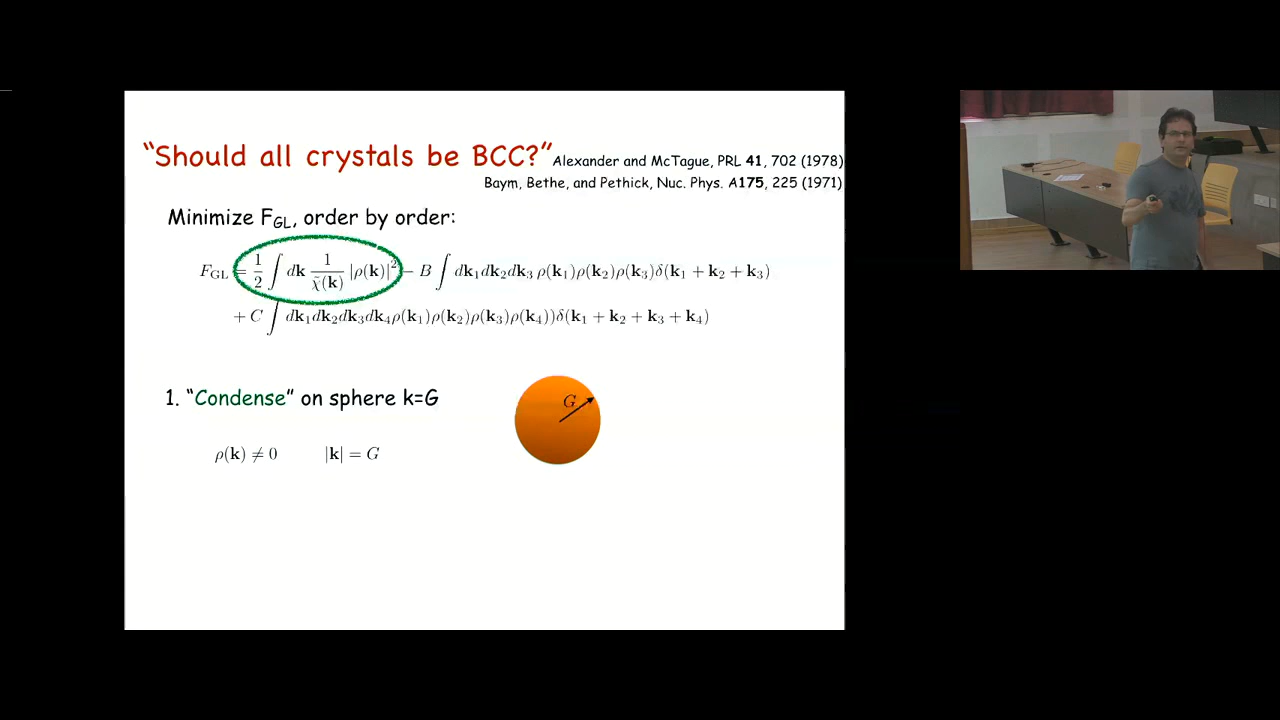 “Should all crystals be BCC?” Alexander and McTague, PRL 41, 702 (1978)
Baym, Bethe, and Pethick, Nuc. Phys. A175, 225 (1971)
Minimize F_GL, order by order:
F_GL = 1/2 ∫ dk 1/χ̃(k) |ρ(k)|² − B ∫ dk₁dk₂dk₃ ρ(k₁)ρ(k₂)ρ(k₃)δ(k₁ + k₂ + k₃)
+ C ∫ dk₁dk₂dk₃dk₄ρ(k₁)ρ(k₂)ρ(k₃)ρ(k₄))δ(k₁ + k₂ + k₃ + k₄)
1. “Condense” on sphere k=G
G
ρ(k) ≠ 0 |k| = G